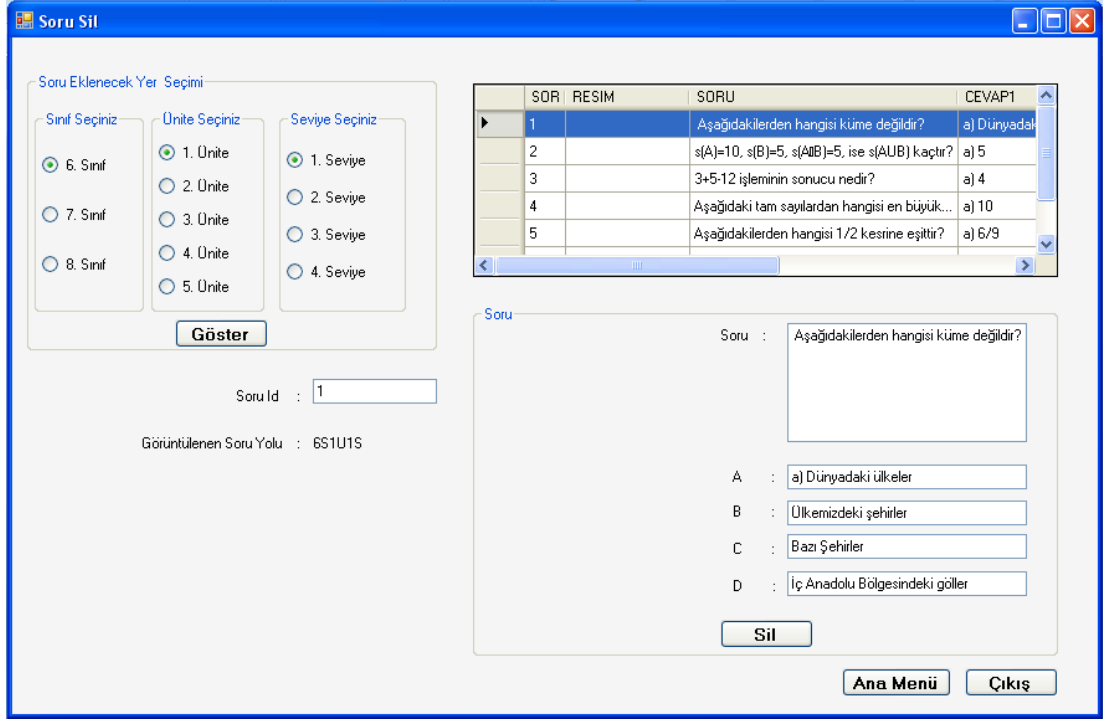 Soru Sil
Soru Eklenecek Yer Seçimi
Sınıf Seçiniz
6. Sınıf
7. Sınıf
8. Sınıf
Ünite Seçiniz
1. Ünite
2. Ünite
3. Ünite
4. Ünite
5. Ünite
Seviye Seçiniz
1. Seviye
2. Seviye
3. Seviye
4. Seviye
Göster
Soru Id : 1
Görüntülenen Soru Yolu : 6S1U1S
SOR RESIM SORU CEVAP1
1 Aşağıdakilerden hangisi küme değildir? a) Dünyadak
2 s(A)=10, s(B)=5, s(A▯B)=5, ise s(AUB) kaçtır? a) 5
3 3+5-12 işleminin sonucu nedir? a) 4
4 Aşağıdaki tam sayılardan hangisi en büyük... a) 10
5 Aşağıdakilerden hangisi 1/2 kesrine eşittir? a) 6/9
Soru
Soru : Aşağıdakilerden hangisi küme değildir?
A : a) Dünyadaki ülkeler
B : Ülkemizdeki şehirler
C : Bazı Şehirler
D : İç Anadolu Bölgesindeki göller
Sil
Ana Menü
Çıkış